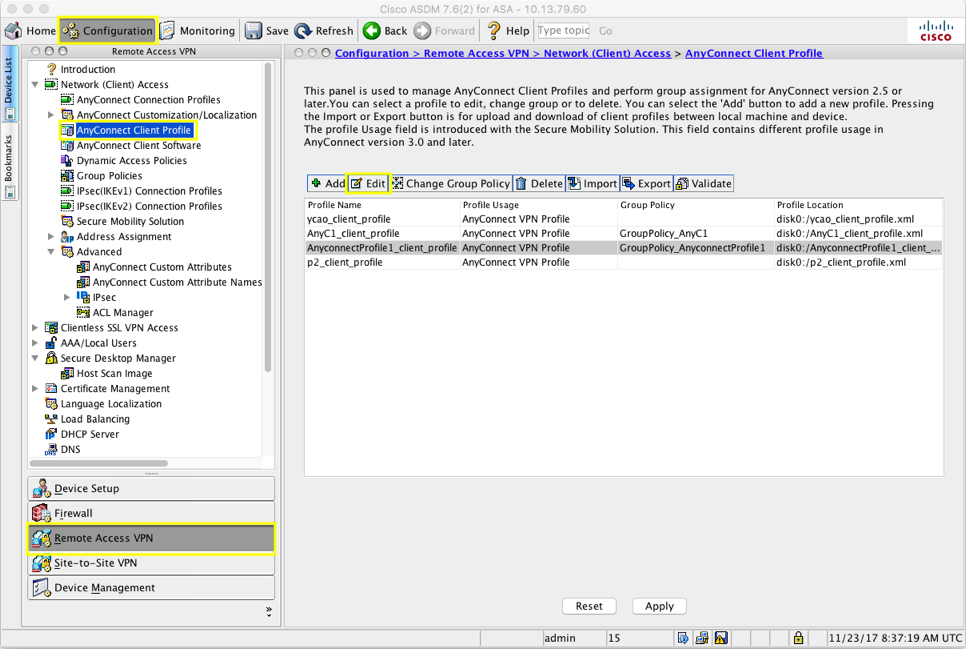 Cisco ASDM 7.6(2) for ASA - 10.13.79.60
Home Configuration Monitoring Save Refresh Back Forward Help Type topic Go
CISCO
Device List
Bookmarks
Remote Access VPN
Introduction
Network (Client) Access
AnyConnect Connection Profiles
AnyConnect Customization/Localization
AnyConnect Client Profile
AnyConnect Client Software
Dynamic Access Policies
Group Policies
IPsec(IKEv1) Connection Profiles
IPsec(IKEv2) Connection Profiles
Secure Mobility Solution
Address Assignment
Advanced
AnyConnect Custom Attributes
AnyConnect Custom Attribute Names
IPsec
ACL Manager
Clientless SSL VPN Access
AAA/Local Users
Secure Desktop Manager
Host Scan Image
Certificate Management
Language Localization
Load Balancing
DHCP Server
DNS
Device Setup
Firewall
Remote Access VPN
Site-to-Site VPN
Device Management
Configuration > Remote Access VPN > Network (Client) Access > AnyConnect Client Profile
This panel is used to manage AnyConnect Client Profiles and perform group assignment for AnyConnect version 2.5 or
later.You can select a profile to edit, change group or to delete. You can select the 'Add' button to add a new profile. Pressing
the Import or Export button is for upload and download of client profiles between local machine and device.
The profile Usage field is introduced with the Secure Mobility Solution. This field contains different profile usage in
AnyConnect version 3.0 and later.
Add Edit Change Group Policy Delete Import Export Validate
Profile Name Profile Usage Group Policy Profile Location
ycao_client_profile AnyConnect VPN Profile disk0:/ycao_client_profile.xml
AnyC1_client_profile AnyConnect VPN Profile GroupPolicy_AnyC1 disk0:/AnyC1_client_profile.xml
AnyconnectProfile1_client_profile AnyConnect VPN Profile GroupPolicy_AnyconnectProfile1 disk0:/AnyconnectProfile1_client_...
p2_client_profile AnyConnect VPN Profile disk0:/p2_client_profile.xml
Reset Apply
admin 15 11/23/17 8:37:19 AM UTC